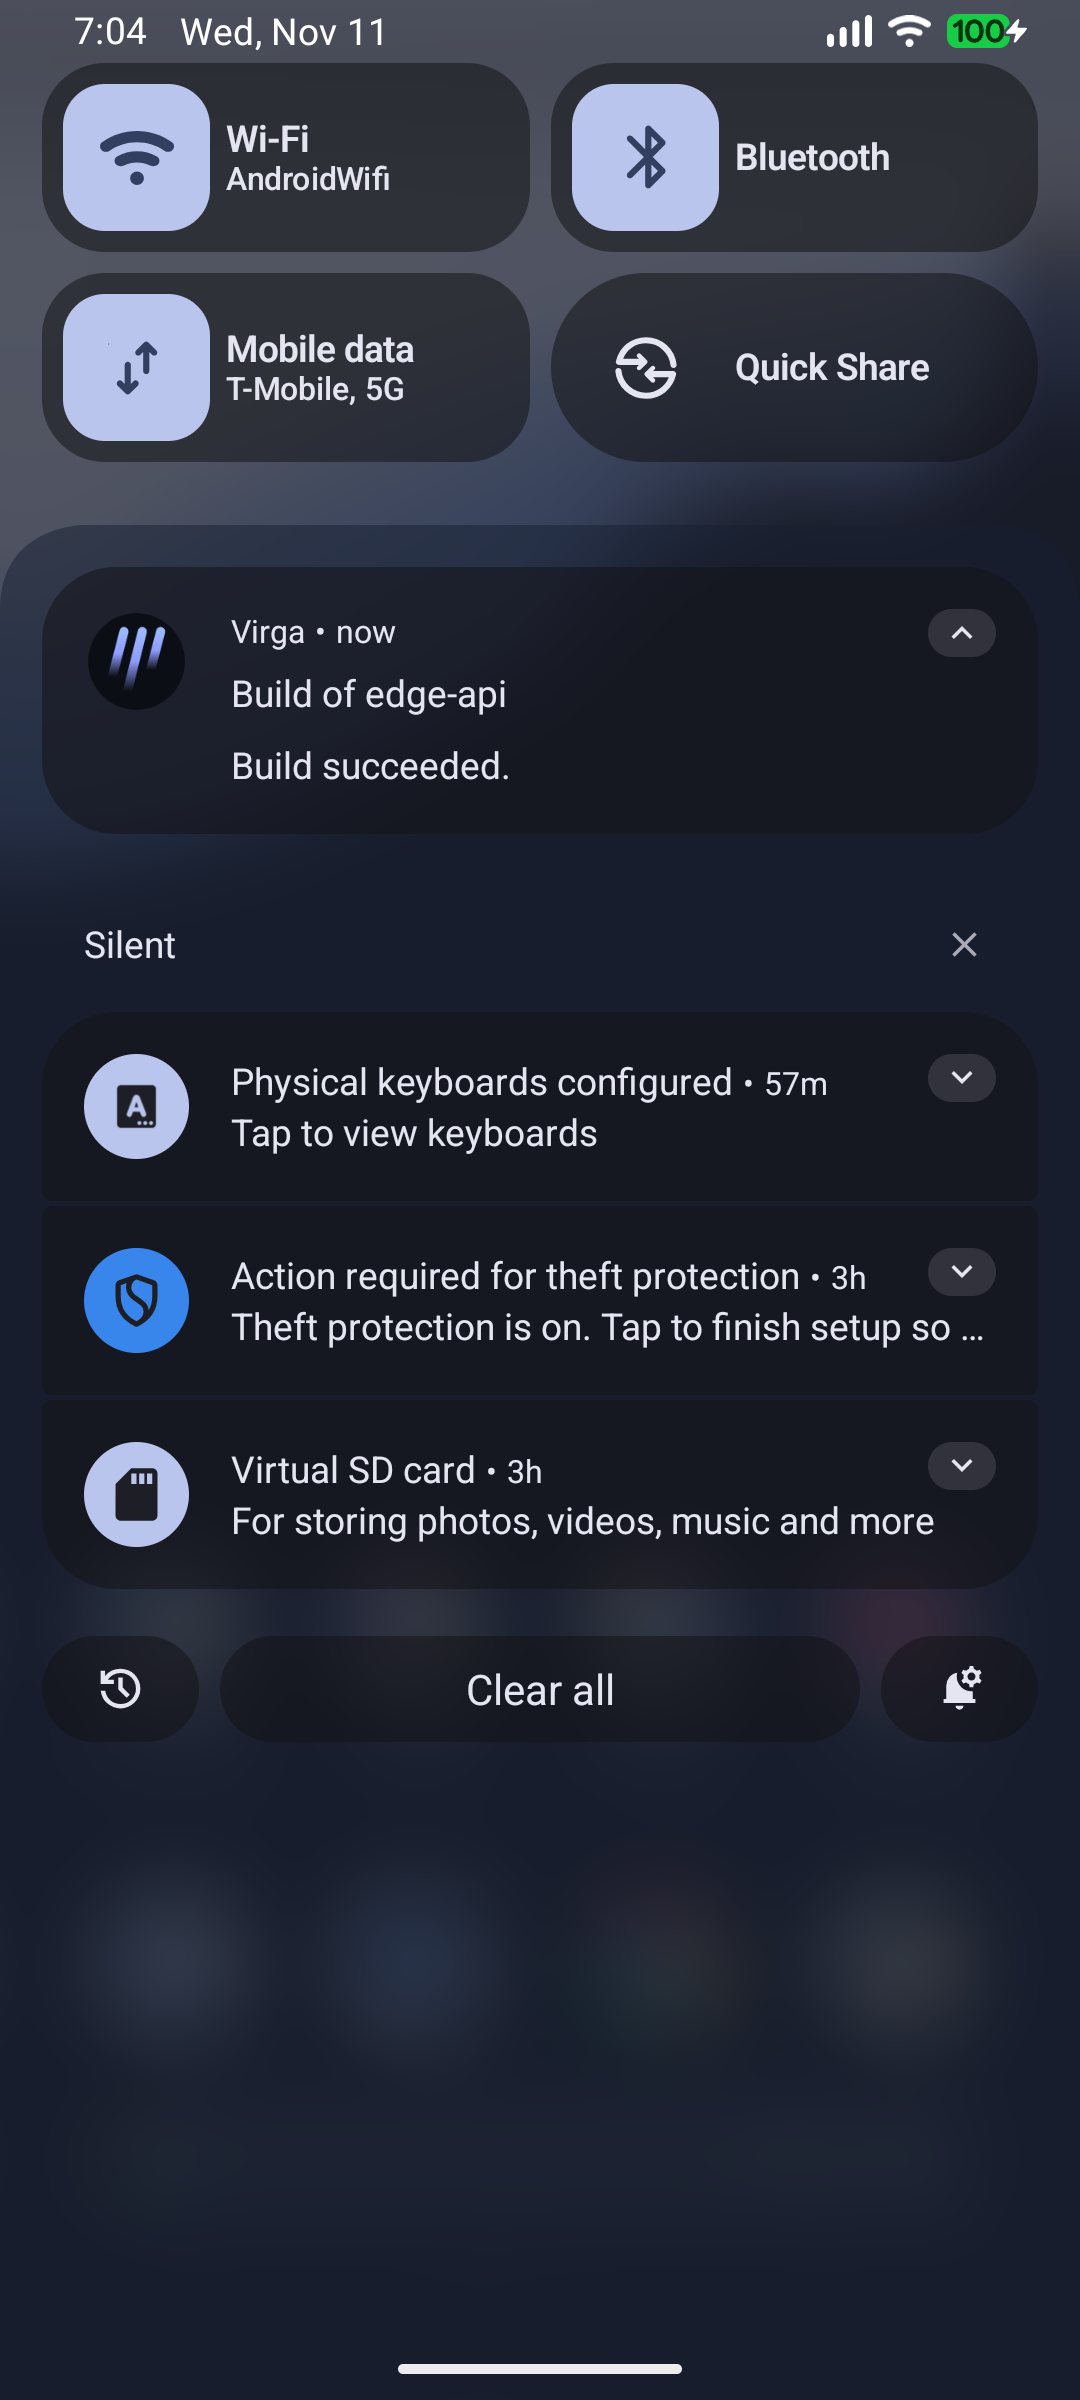 7:04 Wed, Nov 11 100
Wi-Fi
AndroidWifi
Bluetooth
Mobile data
T-Mobile, 5G
Quick Share
Virga • now
Build of edge-api
Build succeeded.
Silent
Physical keyboards configured • 57m
Tap to view keyboards
Action required for theft protection • 3h
Theft protection is on. Tap to finish setup so ...
Virtual SD card • 3h
For storing photos, videos, music and more
Clear all